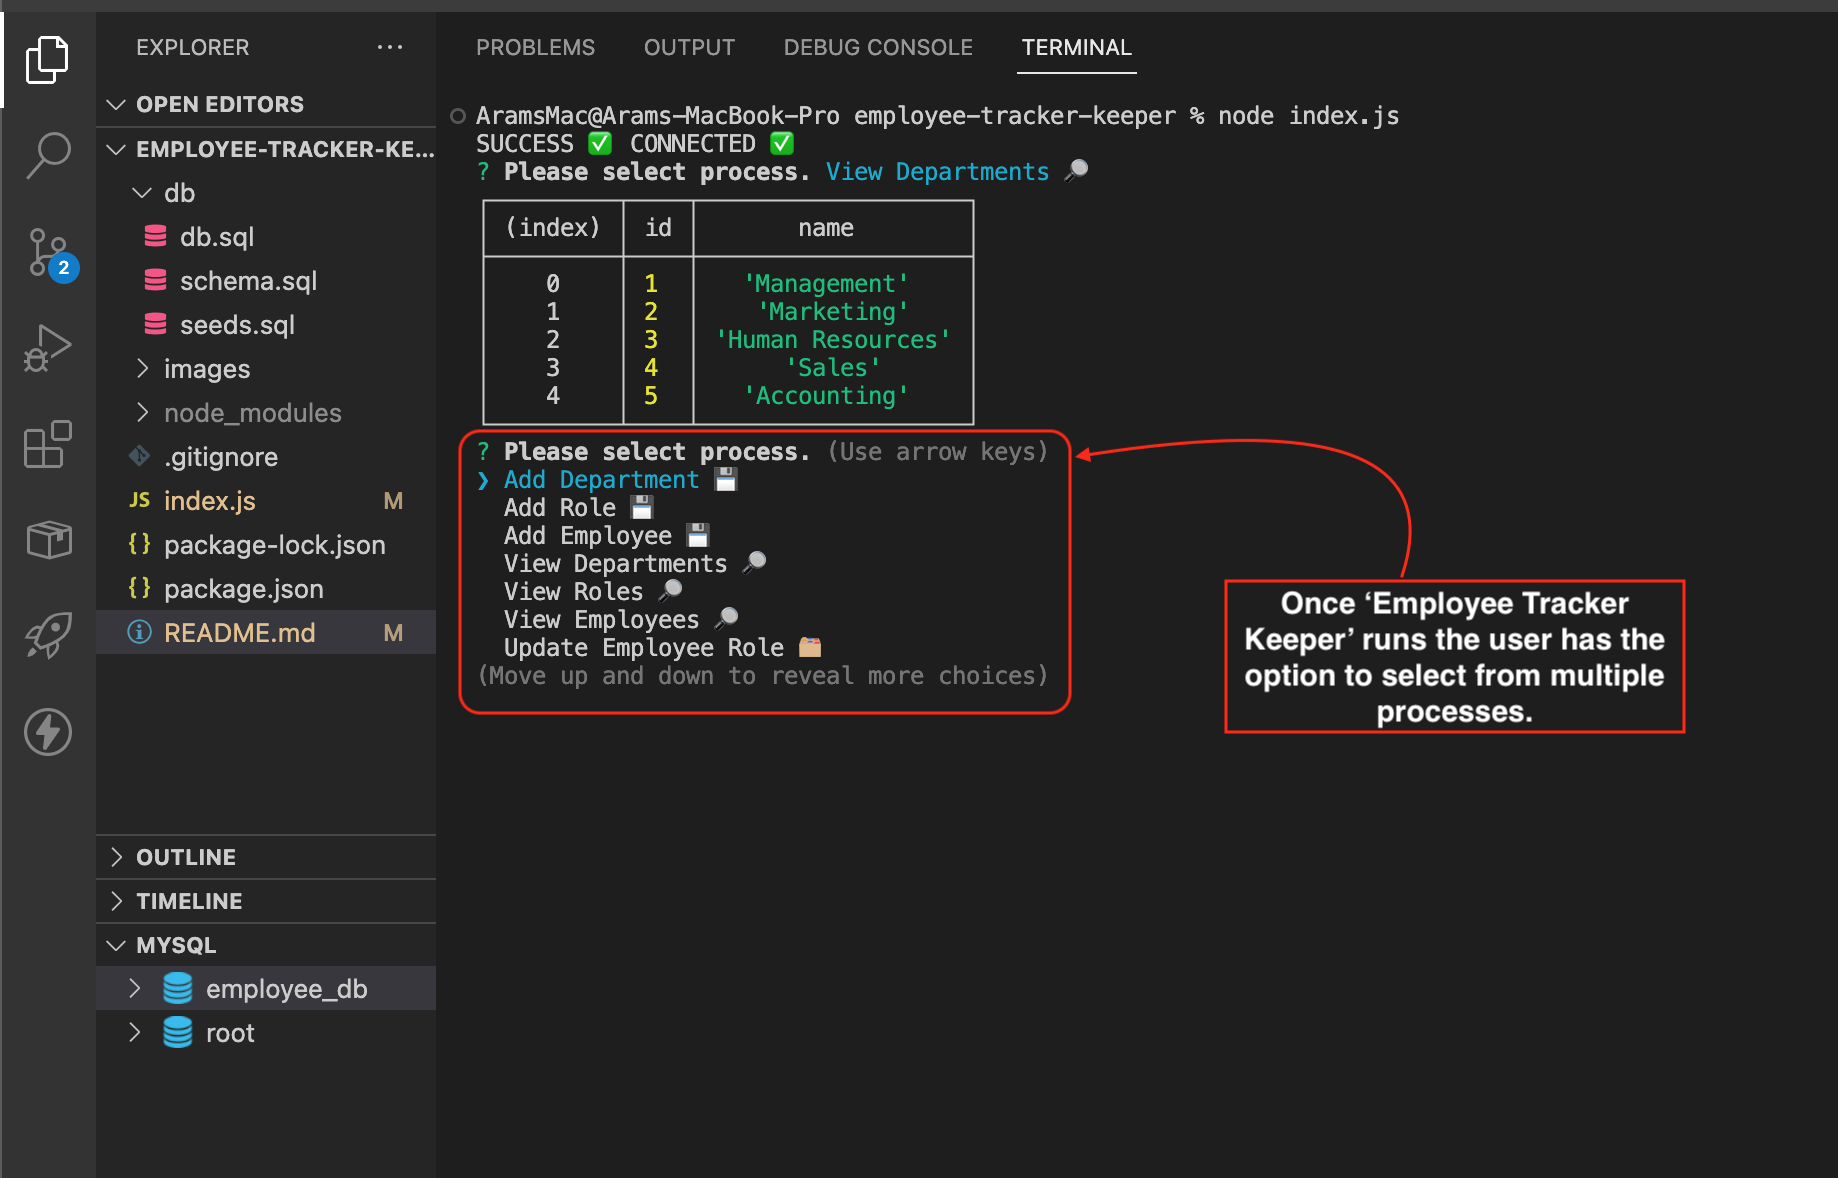 EXPLORER
OPEN EDITORS
EMPLOYEE-TRACKER-KE...
db
db.sql
schema.sql
seeds.sql
images
node_modules
.gitignore
JS index.js M
{} package-lock.json
{} package.json
README.md M
OUTLINE
TIMELINE
MYSQL
employee_db
root
2
PROBLEMS OUTPUT DEBUG CONSOLE TERMINAL
AramsMac@Arams-MacBook-Pro employee-tracker-keeper % node index.js
SUCCESS ✅ CONNECTED ✅
? Please select process. View Departments 🔎
(index) id name
0 1 'Management'
1 2 'Marketing'
2 3 'Human Resources'
3 4 'Sales'
4 5 'Accounting'
? Please select process. (Use arrow keys)
❯ Add Department 💾
Add Role 💾
Add Employee 💾
View Departments 🔎
View Roles 🔎
View Employees 🔎
Update Employee Role 🗂️
(Move up and down to reveal more choices)
Once ‘Employee Tracker
Keeper’ runs the user has the
option to select from multiple
processes.